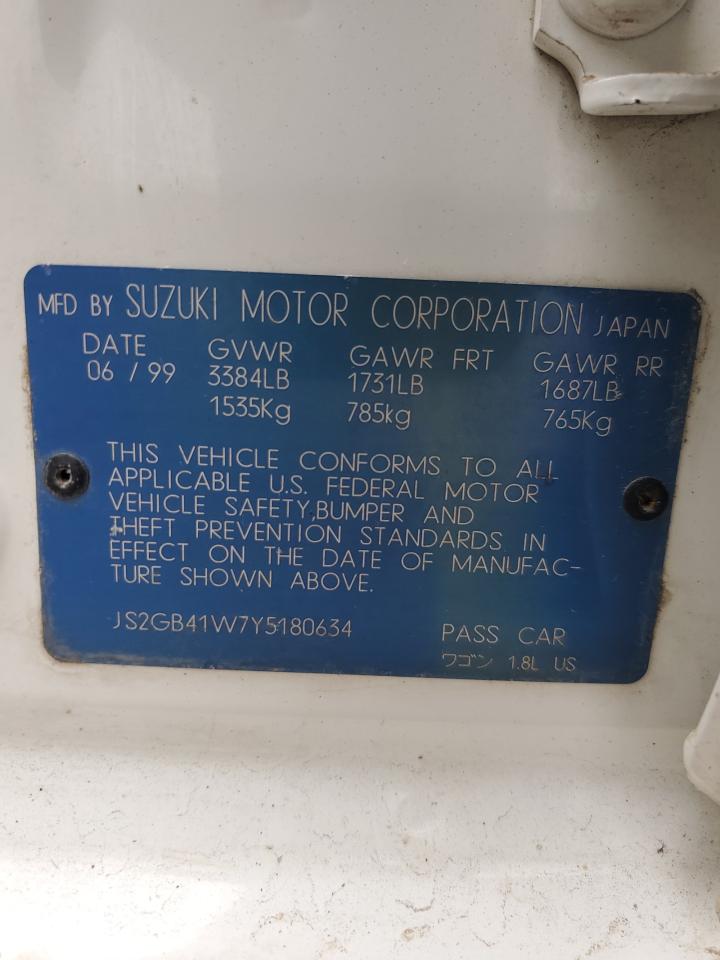 MFD BY SUZUKI MOTOR CORPORATION JAPAN
DATE GVWR GAWR FRT GAWR RR
06 / 99 3384LB 1731LB 1687LB
1535Kg 785kg 765Kg
THIS VEHICLE CONFORMS TO ALL
APPLICABLE U.S. FEDERAL MOTOR
VEHICLE SAFETY,BUMPER AND
THEFT PREVENTION STANDARDS IN
EFFECT ON THE DATE OF MANUFAC-
TURE SHOWN ABOVE.
JS2GB41W7Y5180634 PASS CAR
ワゴン 1.8L US